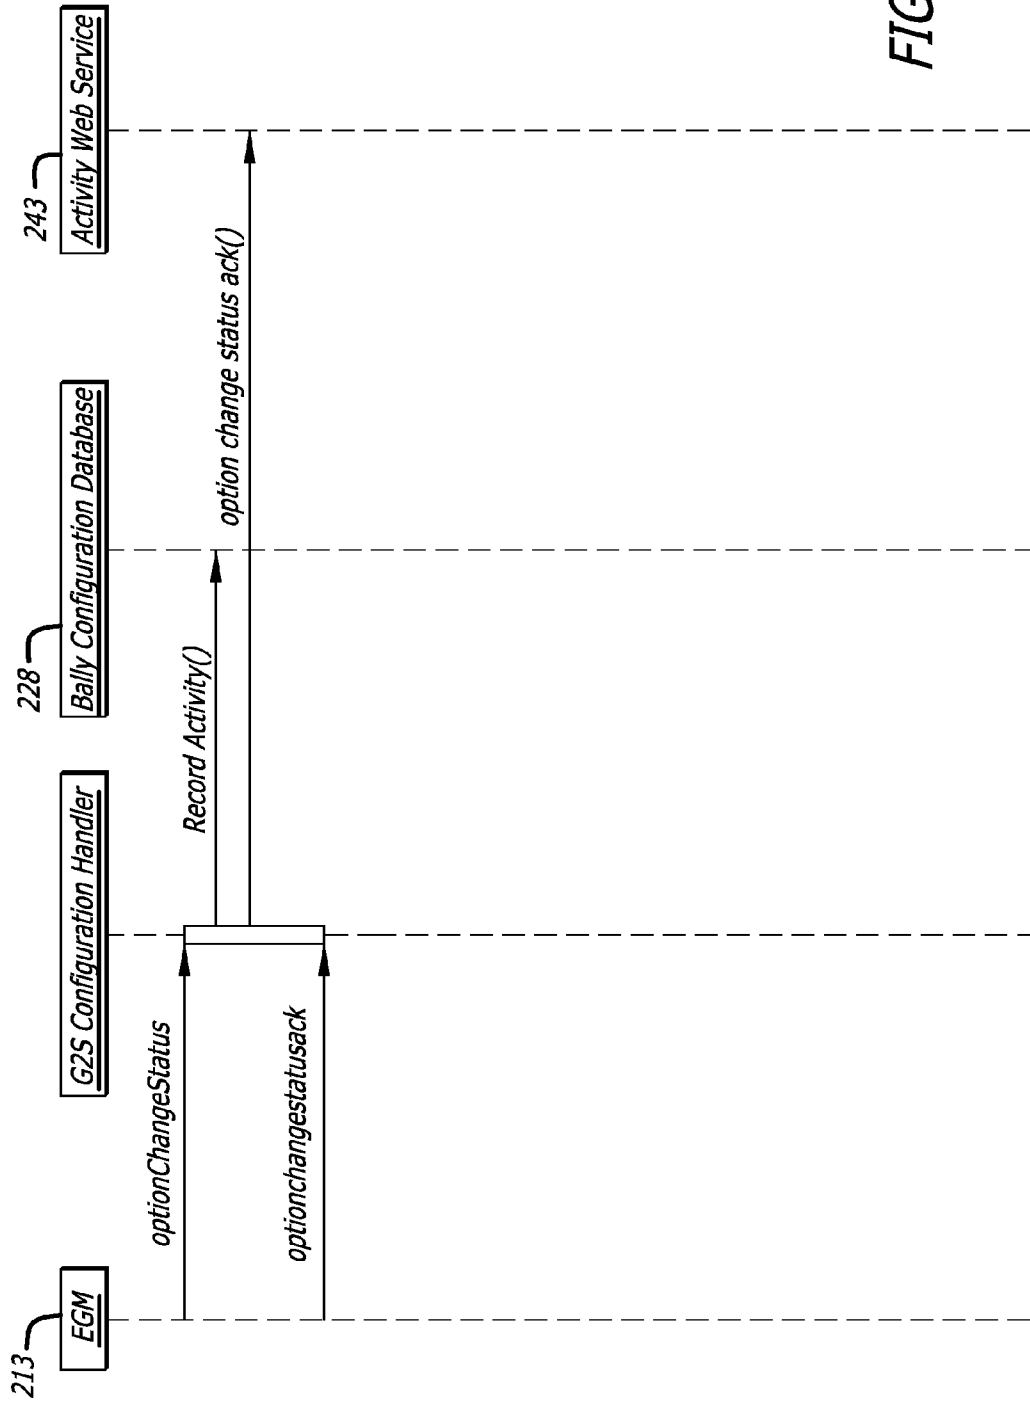 213
EGM
G2S Configuration Handler
228
Bally Configuration Database
243
Activity Web Service
optionChangeStatus
Record Activity()
option change status ack()
optionchangestatusack
FIG